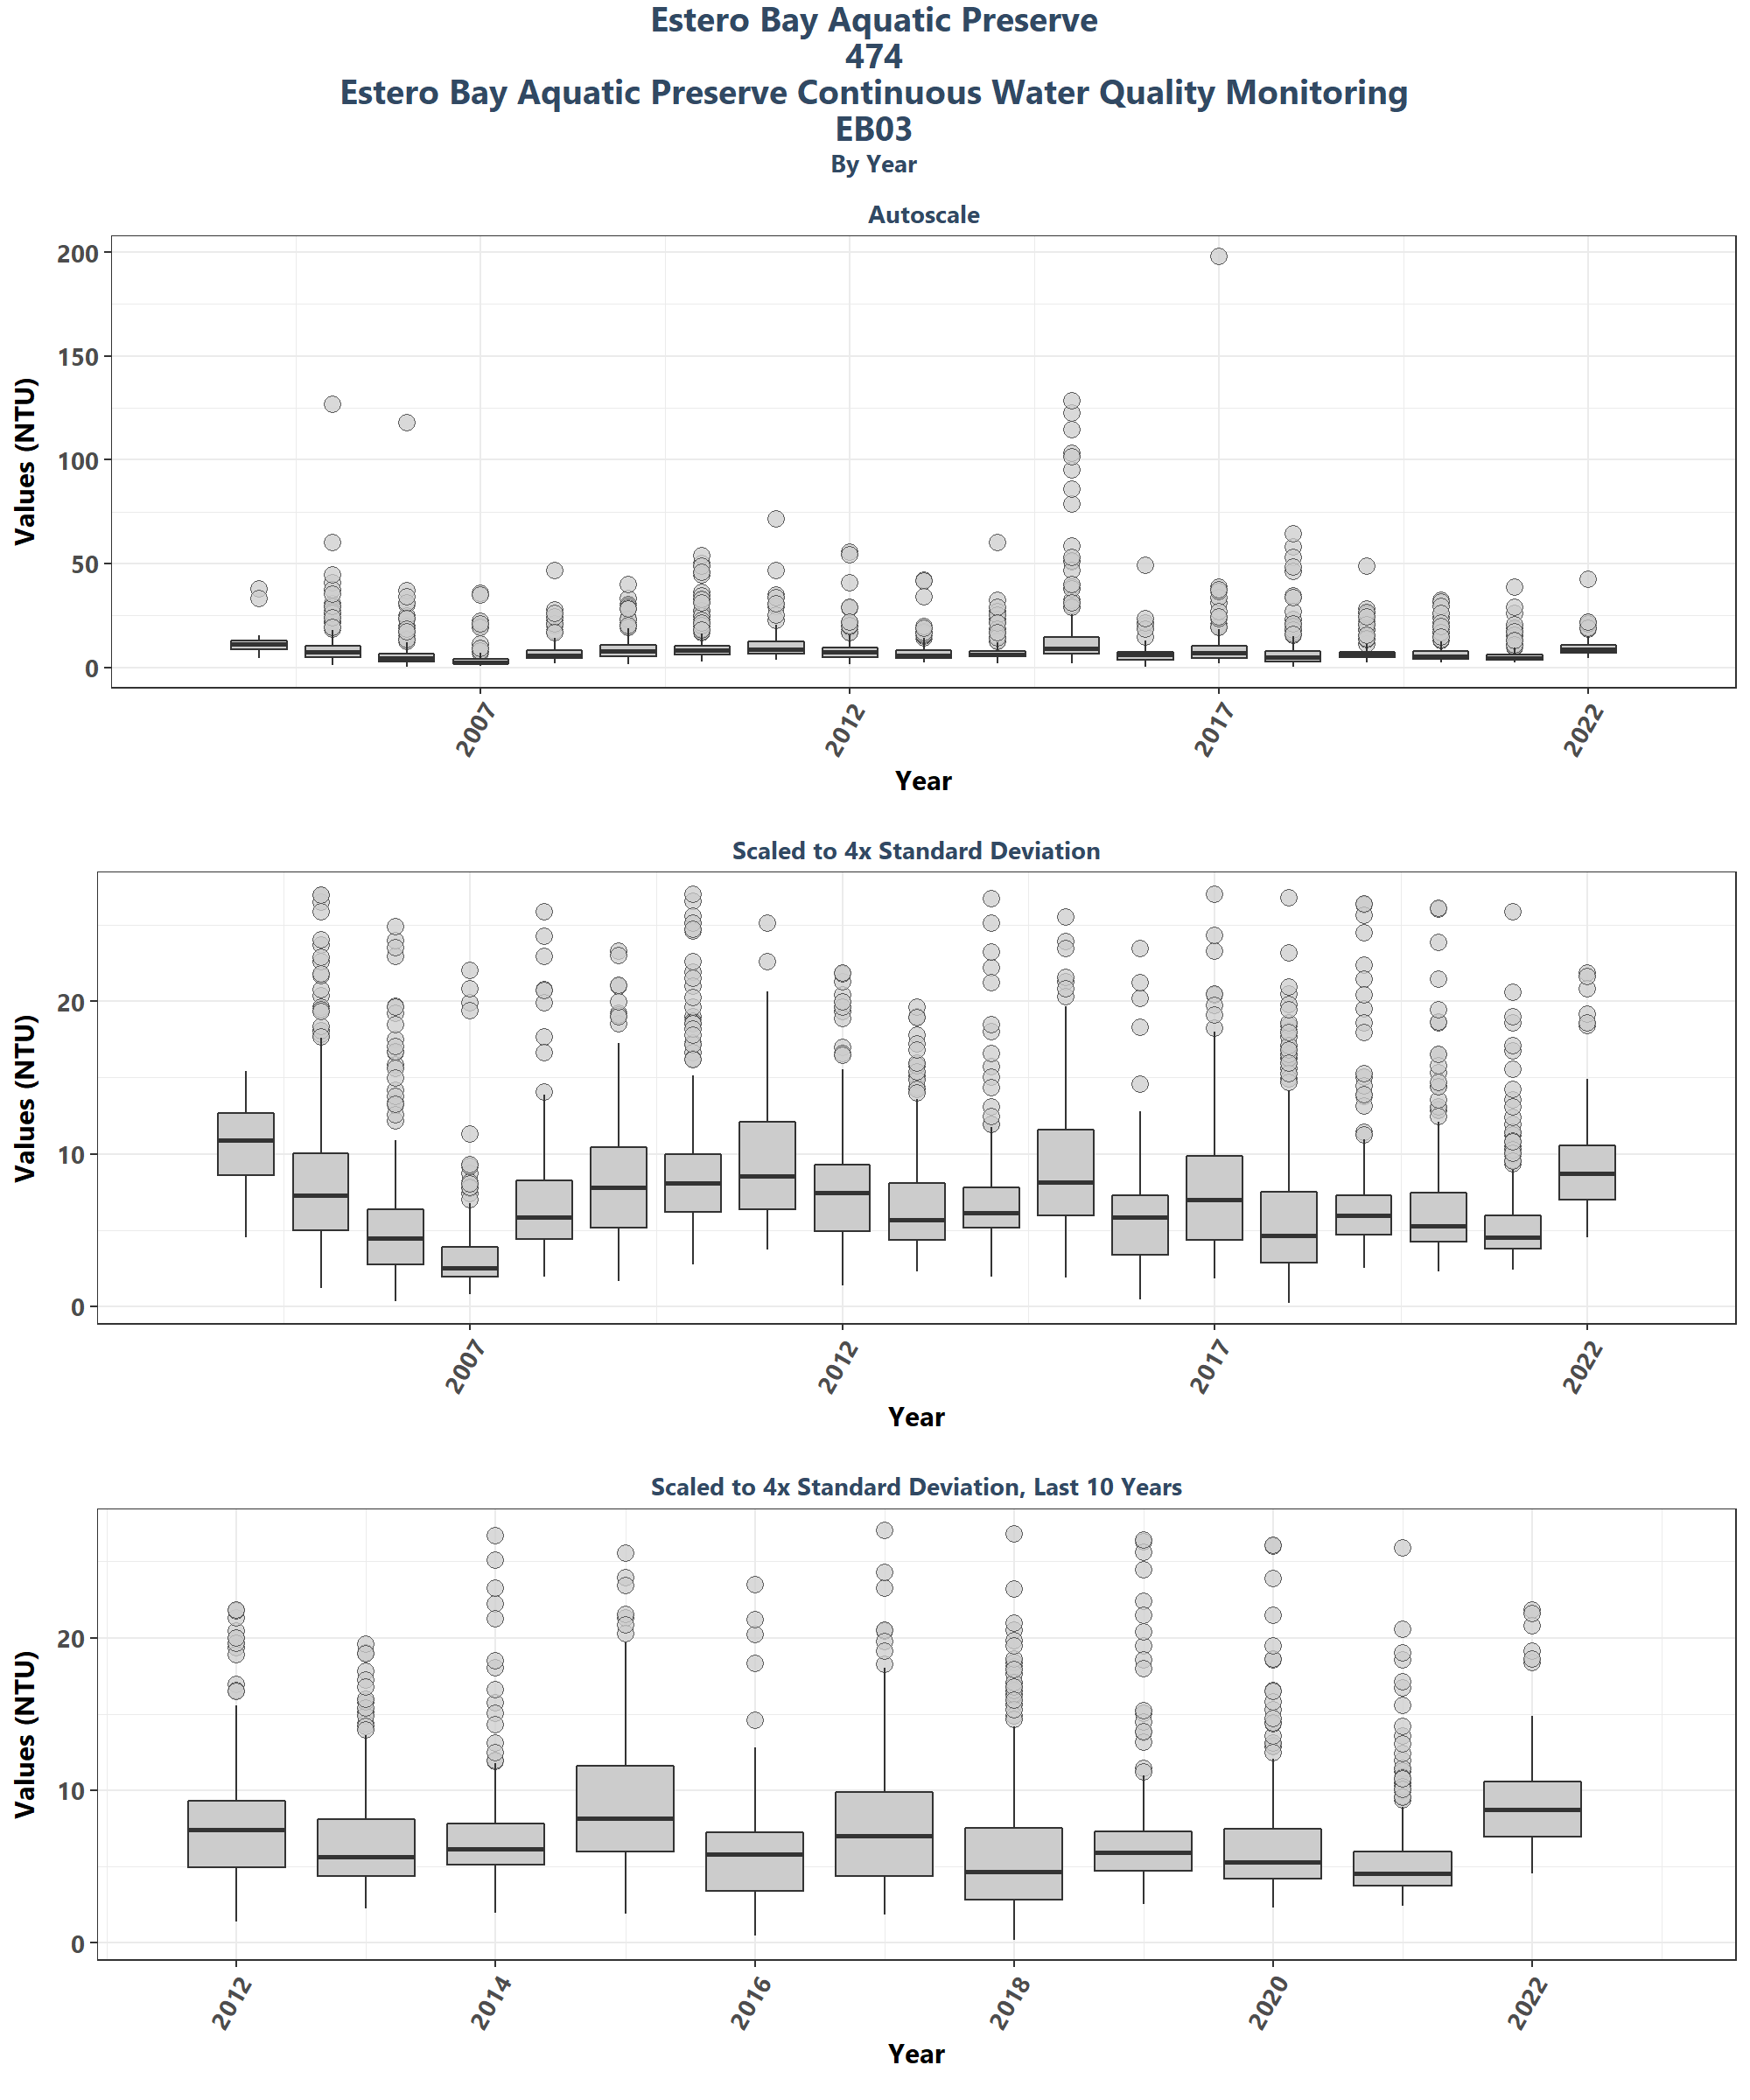 Estero Bay Aquatic Preserve
474
Estero Bay Aquatic Preserve Continuous Water Quality Monitoring
EB03
By Year
Autoscale
Values (NTU)
200
150
100
50
0
2007
2012
2017
2022
Year
Scaled to 4x Standard Deviation
Values (NTU)
20
10
0
2007
2012
2017
2022
Year
Scaled to 4x Standard Deviation, Last 10 Years
Values (NTU)
20
10
0
2012
2014
2016
2018
2020
2022
Year